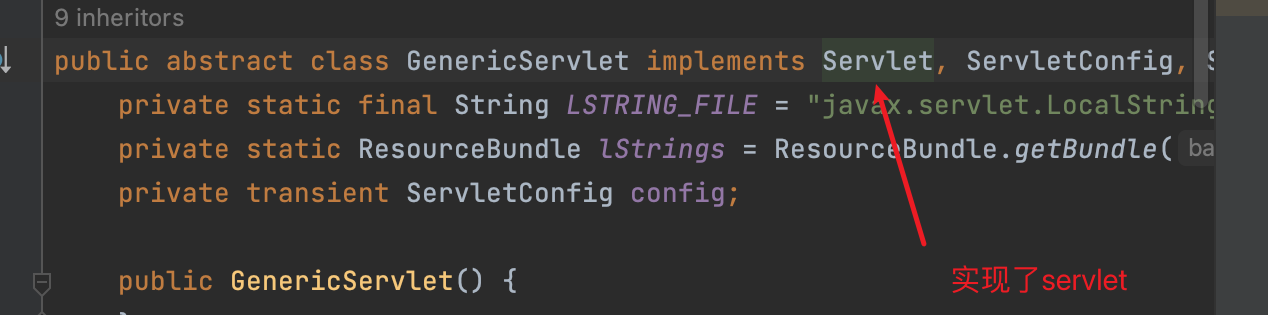 9 inheritors
public abstract class GenericServlet implements Servlet, ServletConfig, S
private static final String LSTRING_FILE = "javax.servlet.LocalString
private static ResourceBundle lStrings = ResourceBundle.getBundle( ba
private transient ServletConfig config;
public GenericServlet() {
实现了servlet